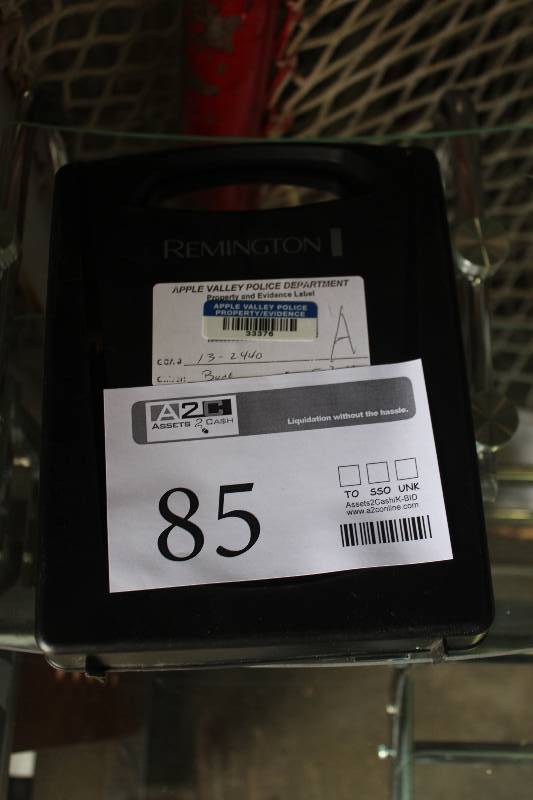 REMINGTON
APPLE VALLEY POLICE DEPARTMENT
Property and Evidence Label
APPLE VALLEY POLICE
PROPERTY/EVIDENCE
33376
A
13-2440
A2C
ASSETS 2 CASH
Liquidation without the hassle.
85
TO SSO UNK
Assets2Cash/K-BID
www.a2conline.com